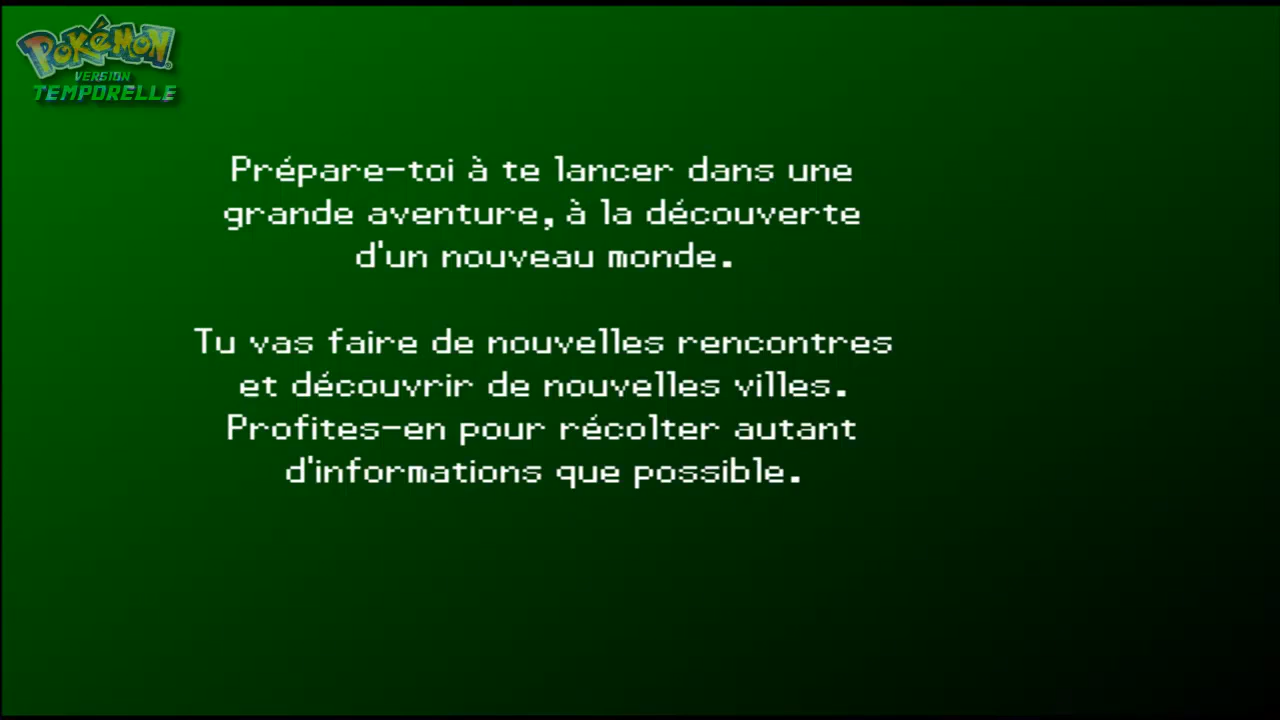 POKéMON
VERSION
TEMPORELLE
Prépare-toi à te lancer dans une
grande aventure, à la découverte
d'un nouveau monde.
Tu vas faire de nouvelles rencontres
et découvrir de nouvelles villes.
Profites-en pour récolter autant
d'informations que possible.